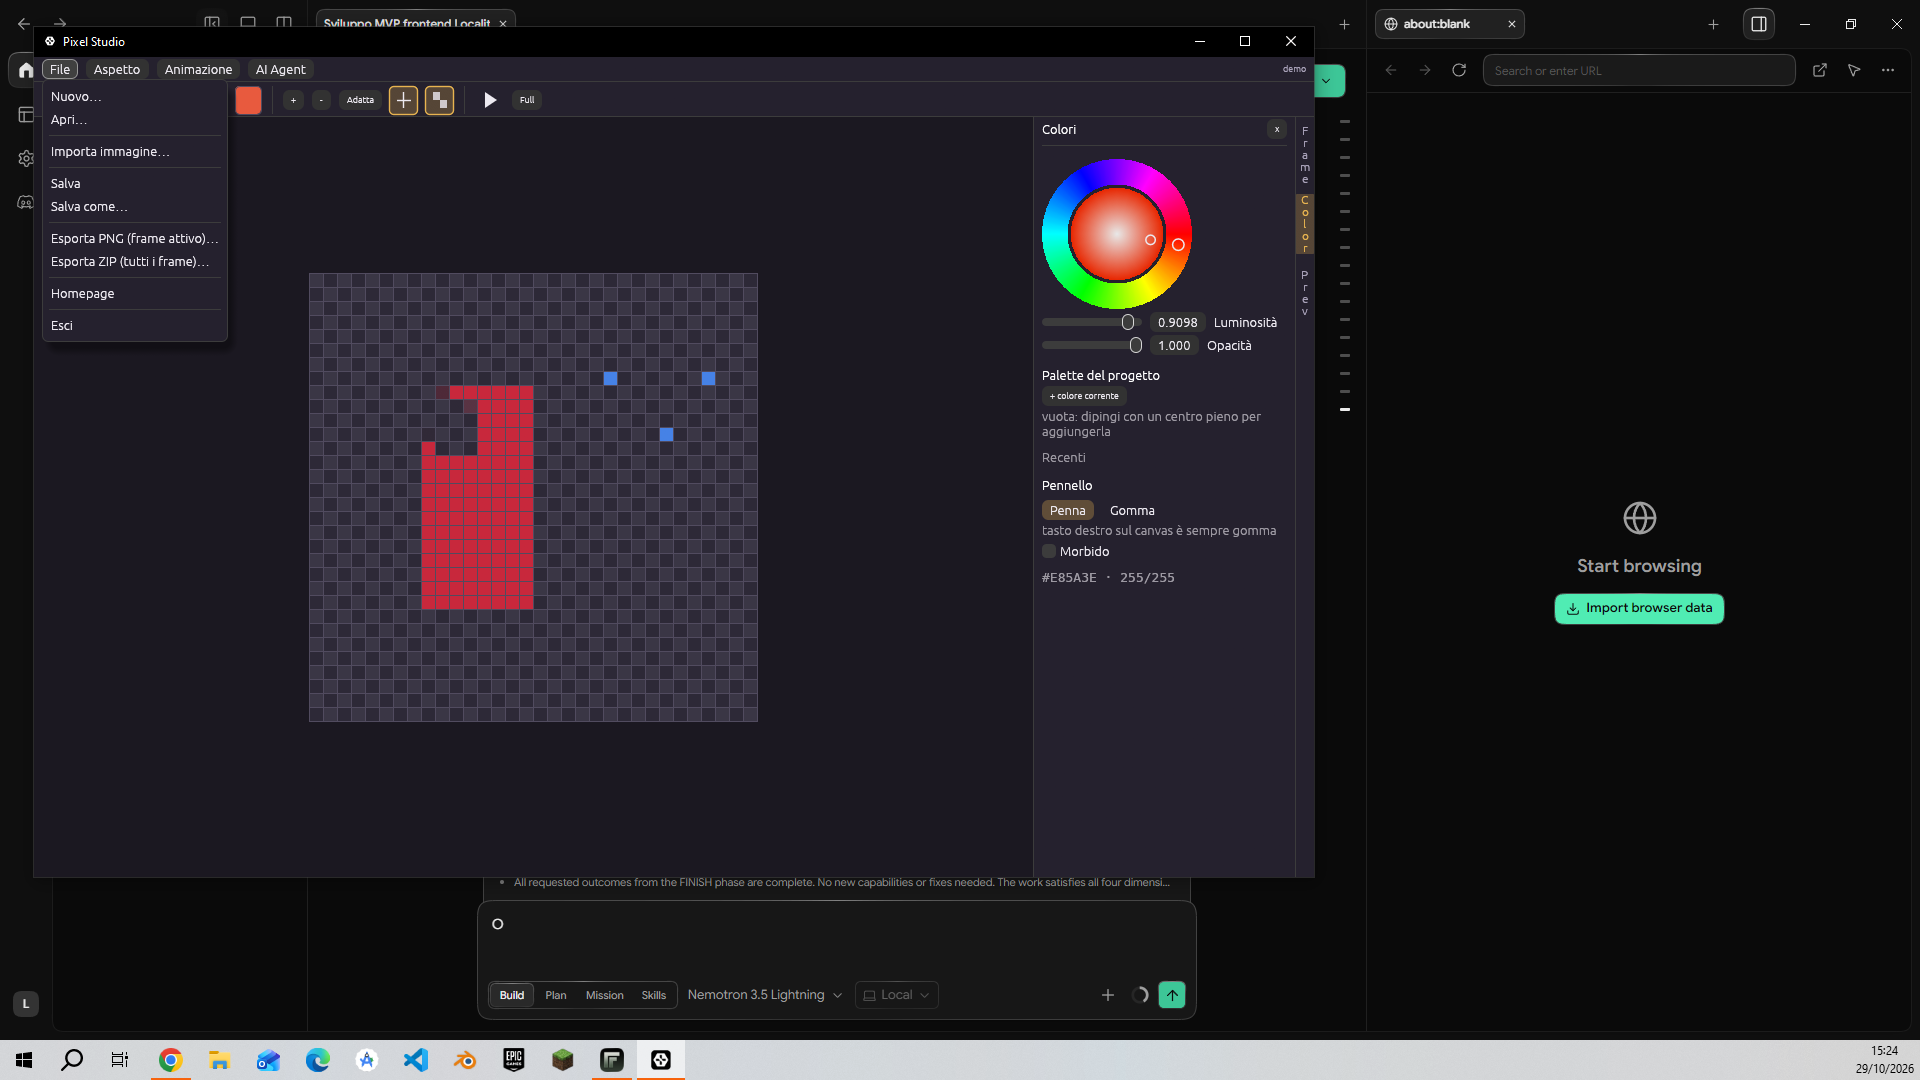 Sviluppo MVP frontend Localit
about:blank
Pixel Studio
File Aspetto Animazione AI Agent demo
Search or enter URL
Nuovo…
Apri…
Importa immagine…
Salva
Salva come…
Esporta PNG (frame attivo)…
Esporta ZIP (tutti i frame)…
Homepage
Esci
+ - Adatta Full
Colori x
Frame
Color
Prev
0.9098 Luminosità
1.000 Opacità
Palette del progetto
+ colore corrente
vuota: dipingi con un centro pieno per
aggiungerla
Recenti
Pennello
Penna Gomma
tasto destro sul canvas è sempre gomma
Morbido
#E85A3E · 255/255
Start browsing
Import browser data
All requested outcomes from the FINISH phase are complete. No new capabilities or fixes needed. The work satisfies all four dimensi...
O
Build Plan Mission Skills Nemotron 3.5 Lightning Local
L
EPIC GAMES
15:24
29/10/2026